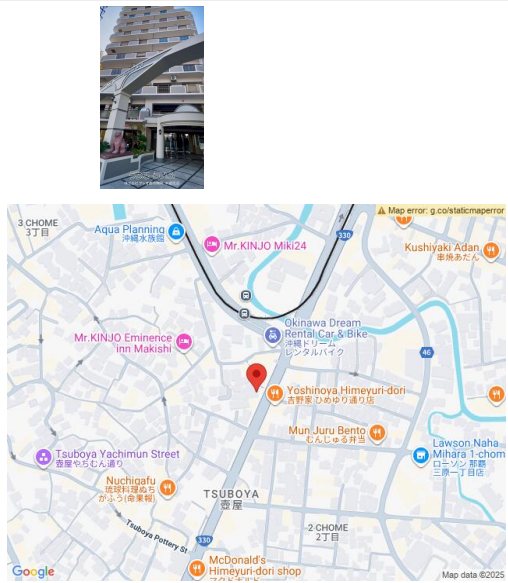 Map error: g.co/staticmaperror
3 CHOME
3丁目
Aqua Planning
沖縄水族館
Mr.KINJO Miki24
330
Kushiyaki Adan
串焼あだん
Okinawa Dream
Rental Car & Bike
沖縄ドリーム
レンタルバイク
Mr.KINJO Eminence
inn Makishi
46
Yoshinoya Himeyuri-dori
吉野家 ひめゆり通り店
Mun Juru Bento
むんじゅる弁当
Lawson Naha
Mihara 1-chom
ローソン 那覇
三原一丁目店
Tsuboya Yachimun Street
壺屋やちむん通り
Nuchigafu
琉球料理ぬち
がふう(命果報)
TSUBOYA
壺屋
Tsuboya Pottery St
330
2 CHOME
2丁目
McDonald's
Himeyuri-dori shop
マクドナルド
Google
Map data ©2025